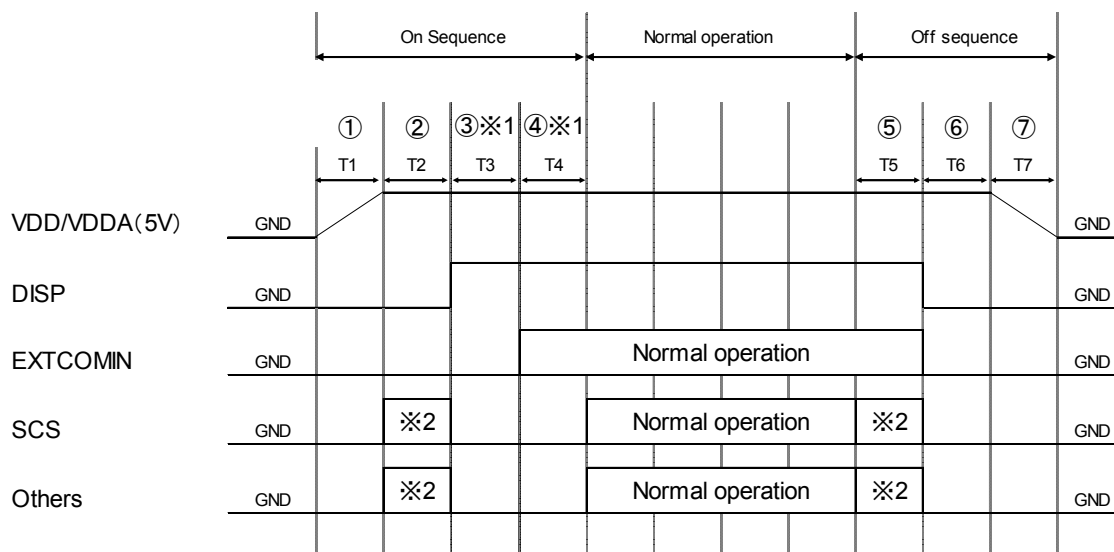 On Sequence Normal operation Off sequence
① ② ③※1 ④※1 ⑤ ⑥ ⑦
T1 T2 T3 T4 T5 T6 T7
VDD/VDDA(5V) GND GND
DISP GND GND
EXTCOMIN GND Normal operation GND
SCS GND ※2 Normal operation ※2 GND
Others GND ※2 Normal operation ※2 GND